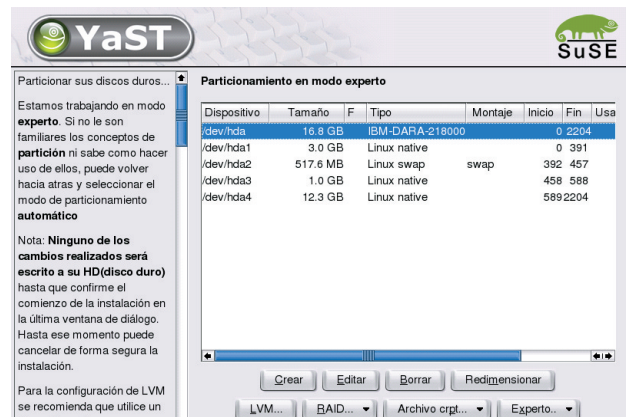 YaST
SuSE
Particionar sus discos duros...
Estamos trabajando en modo
experto. Si no le son
familiares los conceptos de
partición ni sabe como hacer
uso de ellos, puede volver
hacia atras y seleccionar el
modo de particionamiento
automático
Nota: Ninguno de los
cambios realizados será
escrito a su HD(disco duro)
hasta que confirme el
comienzo de la instalación en
la última ventana de diálogo.
Hasta ese momento puede
cancelar de forma segura la
instalación.
Para la configuración de LVM
se recomienda que utilice un
Particionamiento en modo experto
Dispositivo Tamaño F Tipo Montaje Inicio Fin Usa
/dev/hda 16.8 GB IBM-DARA-218000 0 2204
/dev/hda1 3.0 GB Linux native 0 391
/dev/hda2 517.6 MB Linux swap swap 392 457
/dev/hda3 1.0 GB Linux native 458 588
/dev/hda4 12.3 GB Linux native 589 2204
Crear Editar Borrar Redimensionar
LVM... RAID... Archivo crpt... Experto..